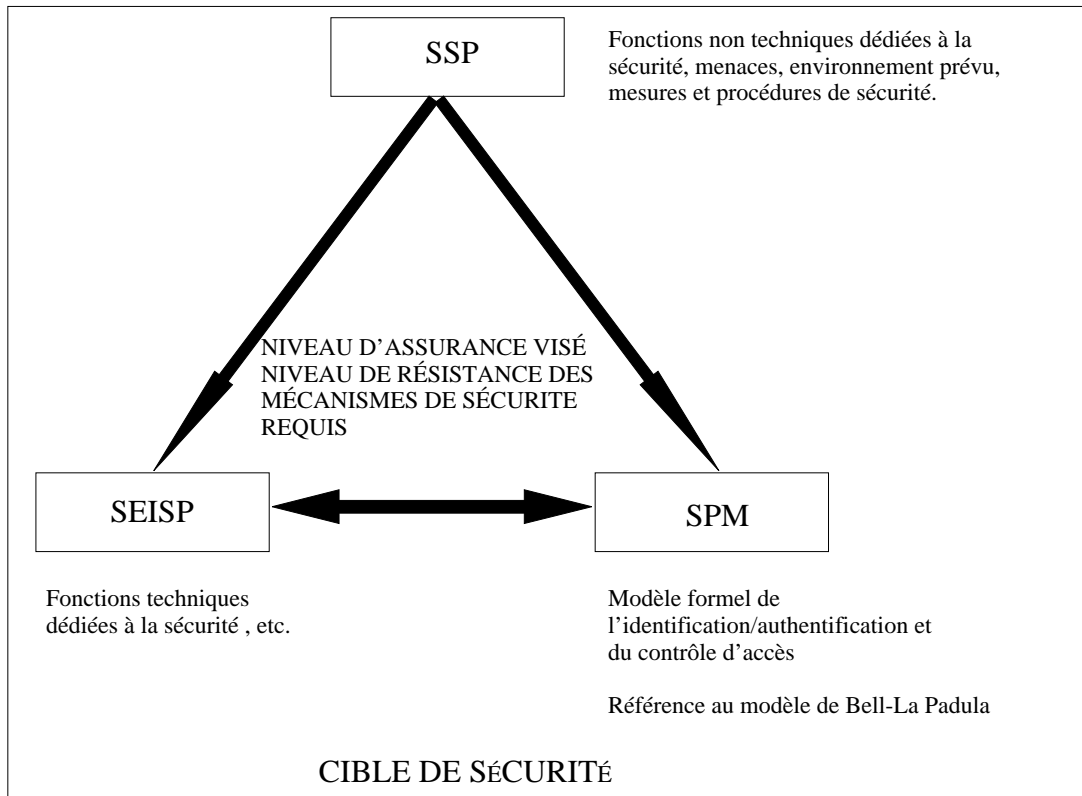 SSP
Fonctions non techniques dédiées à la
sécurité, menaces, environnement prévu,
mesures et procédures de sécurité.
NIVEAU D’ASSURANCE VISÉ
NIVEAU DE RÉSISTANCE DES
MÉCANISMES DE SÉCURITE
REQUIS
SEISP
SPM
Fonctions techniques
dédiées à la sécurité , etc.
Modèle formel de
l’identification/authentification et
du contrôle d’accès
Référence au modèle de Bell-La Padula
CIBLE DE SÉCURITÉ